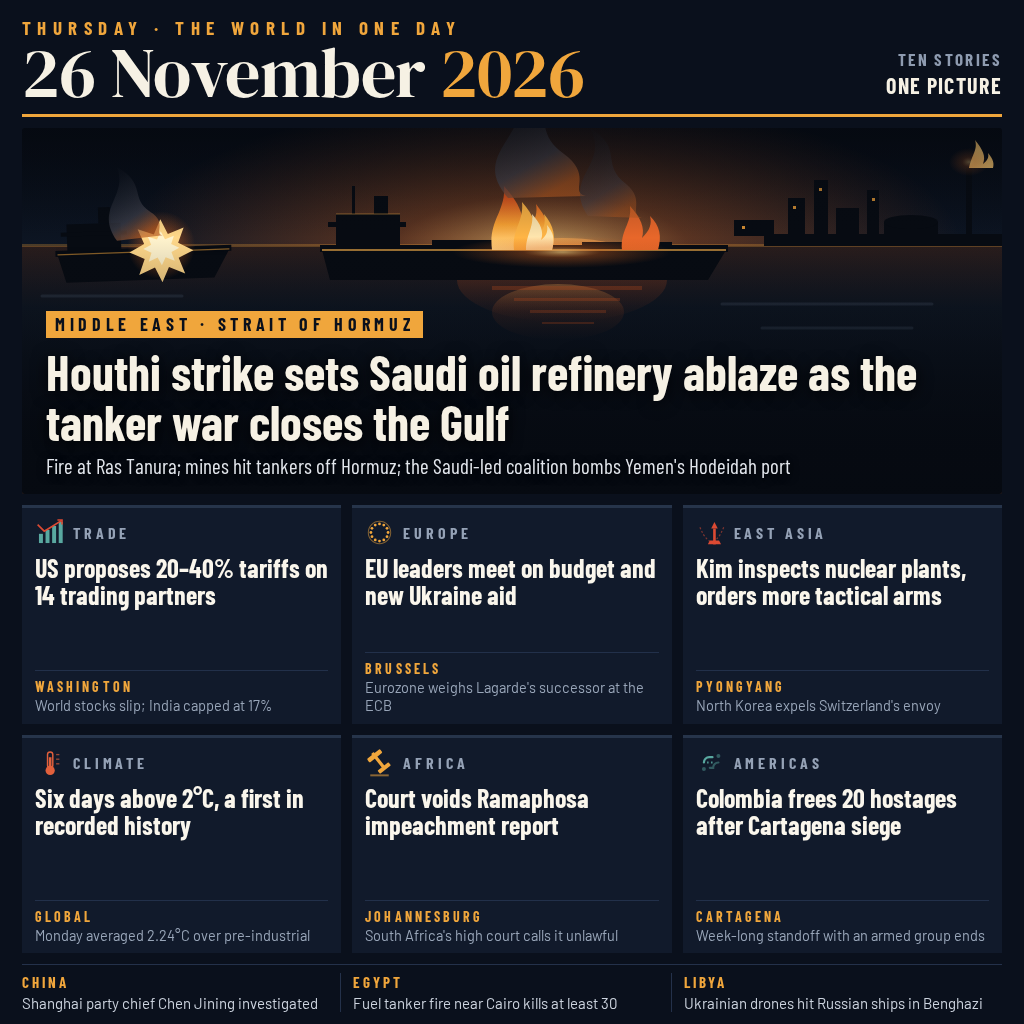 THURSDAY · THE WORLD IN ONE DAY
26 November 2026
TEN STORIES
ONE PICTURE
MIDDLE EAST · STRAIT OF HORMUZ
Houthi strike sets Saudi oil refinery ablaze as the
tanker war closes the Gulf
Fire at Ras Tanura; mines hit tankers off Hormuz; the Saudi-led coalition bombs Yemen's Hodeidah port
TRADE
US proposes 20–40% tariffs on
14 trading partners
WASHINGTON
World stocks slip; India capped at 17%
EUROPE
EU leaders meet on budget and
new Ukraine aid
BRUSSELS
Eurozone weighs Lagarde's successor at the
ECB
EAST ASIA
Kim inspects nuclear plants,
orders more tactical arms
PYONGYANG
North Korea expels Switzerland's envoy
CLIMATE
Six days above 2°C, a first in
recorded history
GLOBAL
Monday averaged 2.24°C over pre-industrial
AFRICA
Court voids Ramaphosa
impeachment report
JOHANNESBURG
South Africa's high court calls it unlawful
AMERICAS
Colombia frees 20 hostages
after Cartagena siege
CARTAGENA
Week-long standoff with an armed group ends
CHINA
Shanghai party chief Chen Jining investigated
EGYPT
Fuel tanker fire near Cairo kills at least 30
LIBYA
Ukrainian drones hit Russian ships in Benghazi